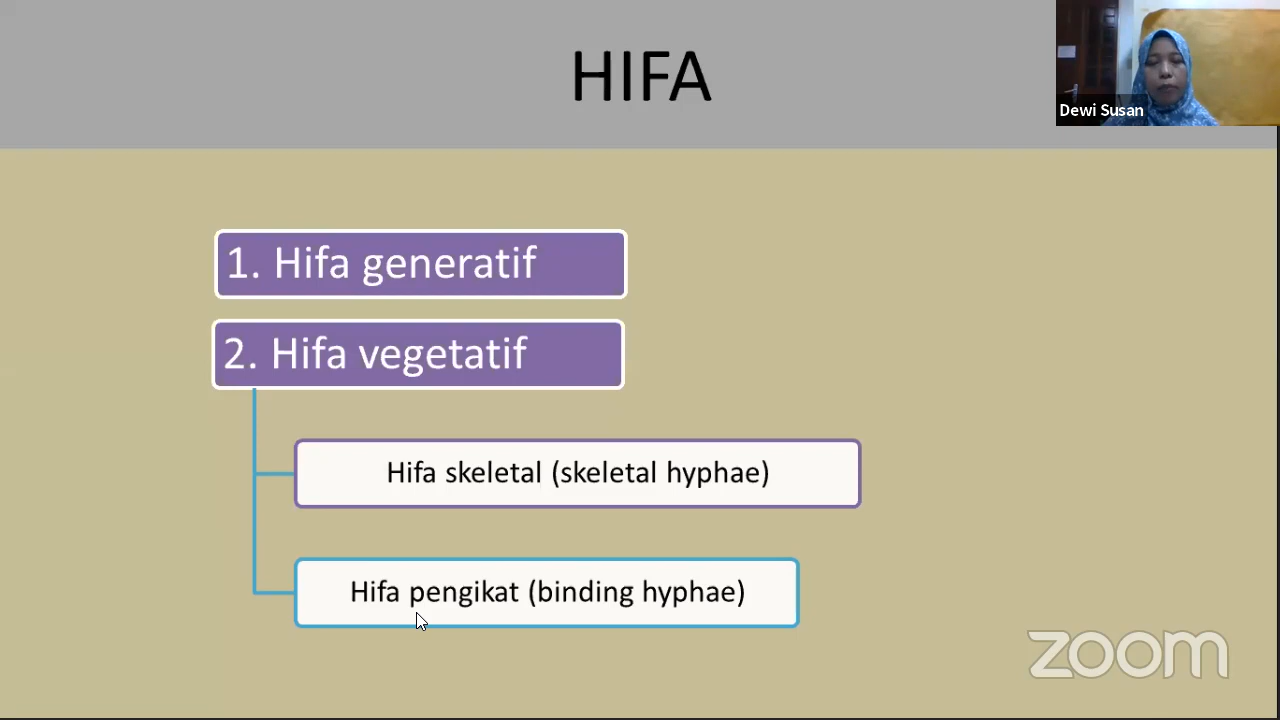 HIFA
Dewi Susan
1. Hifa generatif
2. Hifa vegetatif
Hifa skeletal (skeletal hyphae)
Hifa pengikat (binding hyphae)
zoom